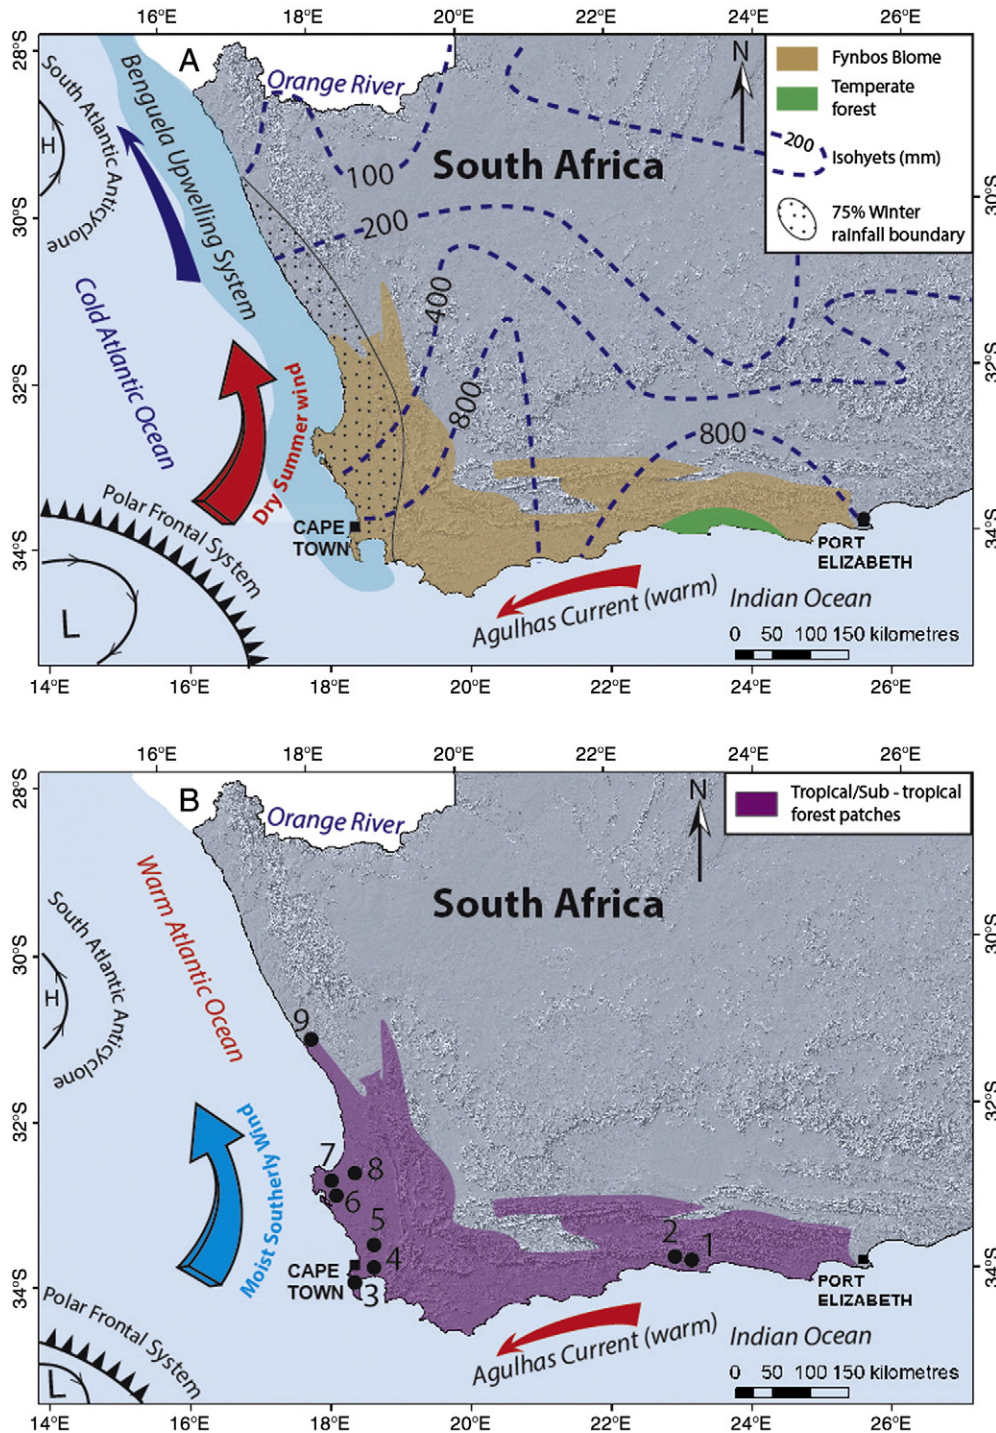 16°E
18°E
20°E
22°E
24°E
26°E
28°S
A
N
Orange River
South Atlantic Anticyclone
H
Benguela Upwelling System
South Africa
100
200
400
800
800
Fynbos Biome
Temperate
forest
200
Isohyets (mm)
75% Winter
rainfall boundary
30°S
30°S
Cold Atlantic Ocean
32°S
32°S
Dry Summer wind
Polar Frontal System
CAPE
TOWN
34°S
34°S
PORT
ELIZABETH
L
Agulhas Current (warm)
Indian Ocean
0 50 100 150 kilometres
14°E
16°E
18°E
20°E
22°E
24°E
26°E
16°E
18°E
20°E
22°E
24°E
26°E
28°S
B
N
Orange River
Tropical/Sub - tropical
forest patches
Warm Atlantic Ocean
South Atlantic Anticyclone
H
South Africa
30°S
30°S
9
32°S
32°S
Moist Southerly Wind
7
8
6
5
4
3
2
1
CAPE
TOWN
34°S
34°S
PORT
ELIZABETH
Polar Frontal System
L
Agulhas Current (warm)
Indian Ocean
0 50 100 150 kilometres
14°E
16°E
18°E
20°E
22°E
24°E
26°E